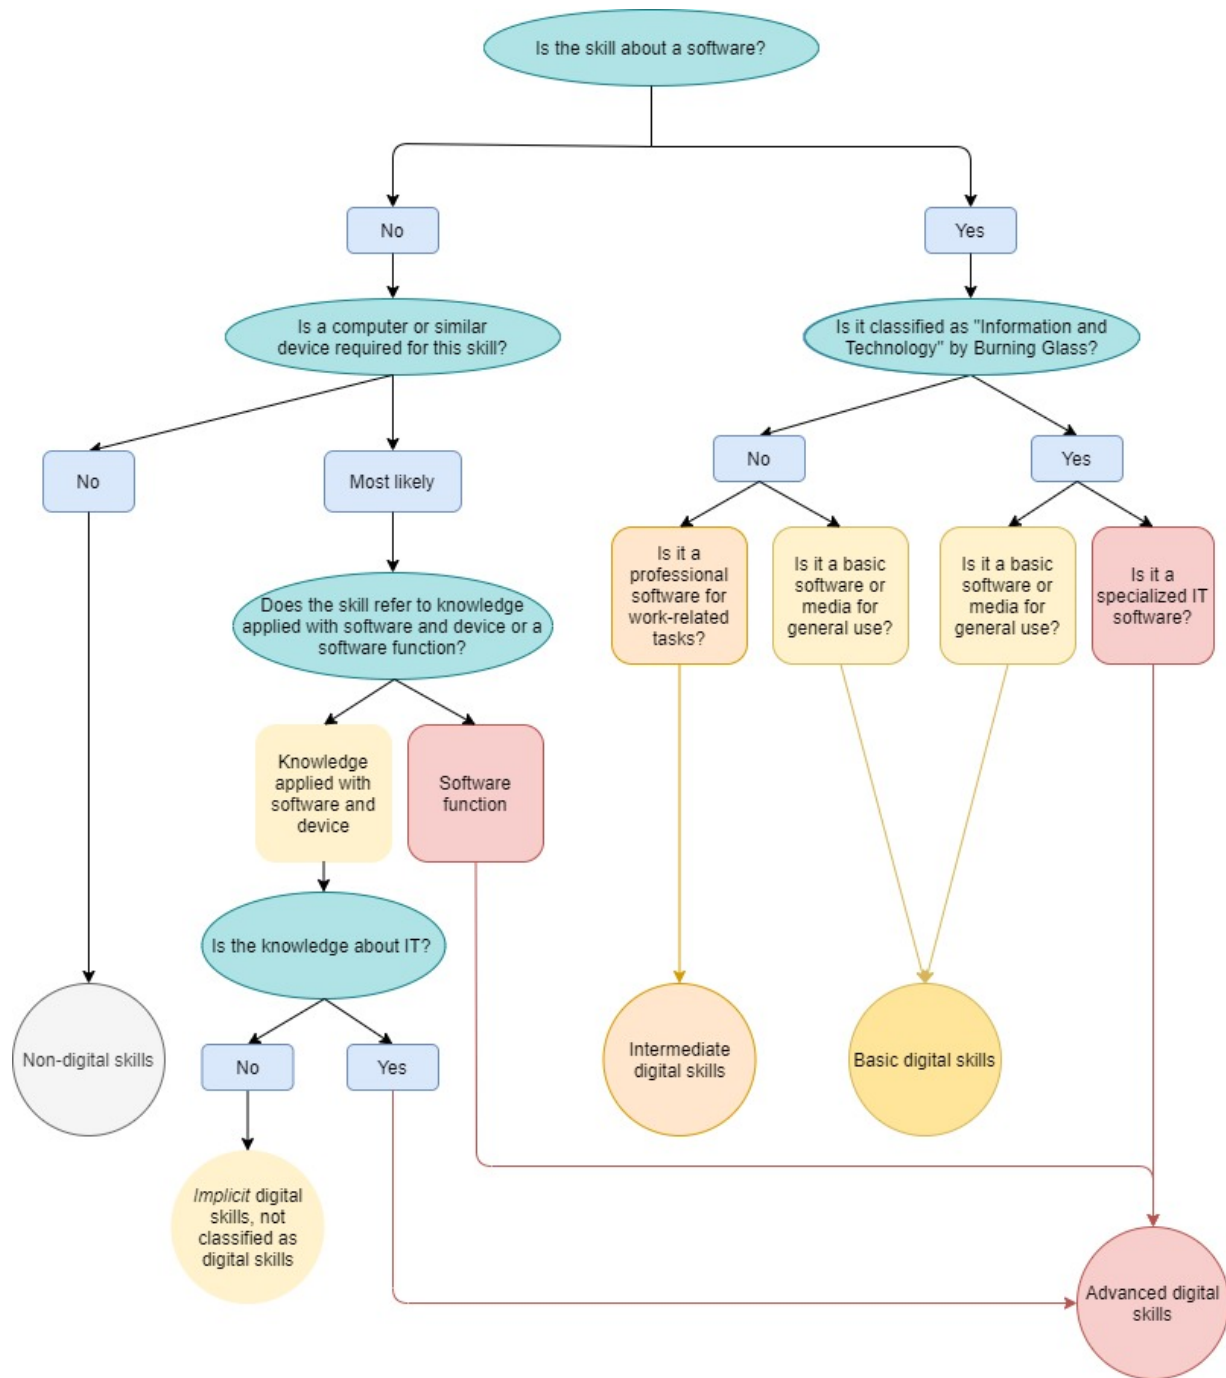 Is the skill about a software?
No
Yes
Is a computer or similar
device required for this skill?
Is it classified as "Information and
Technology" by Burning Glass?
No
Most likely
No
Yes
Does the skill refer to knowledge
applied with software and device or a
software function?
Is it a
professional
software for
work-related
tasks?
Is it a basic
software or
media for
general use?
Is it a basic
software or
media for
general use?
Is it a
specialized IT
software?
Knowledge
applied with
software and
device
Software
function
Is the knowledge about IT?
No
Yes
Non-digital skills
Intermediate
digital skills
Basic digital skills
Implicit digital
skills, not
classified as
digital skills
Advanced digital
skills